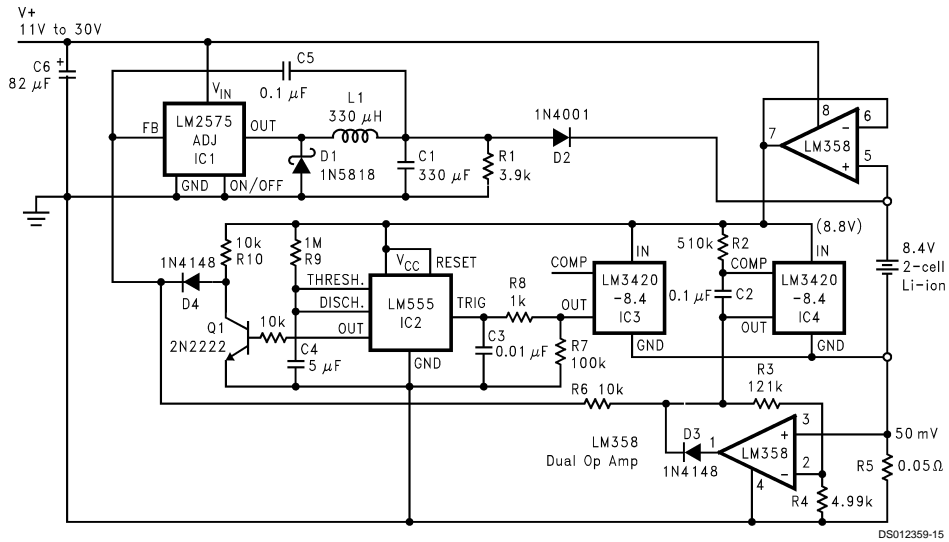 V+
11V to 30V
C6
82 μF
+
C5
0.1 μF
VIN
FB
LM2575
ADJ
IC1
OUT
GND
ON/OFF
L1
330 μH
D1
1N5818
C1
330 μF
R1
3.9k
1N4001
D2
8
7
LM358
6
5
−
+
(8.8V)
8.4V
2-cell
Li-ion
10k
R10
1N4148
D4
Q1
2N2222
10k
1M
R9
C4
5 μF
VCC
RESET
THRESH.
DISCH.
OUT
LM555
IC2
TRIG
GND
R8
1k
C3
0.01 μF
COMP
IN
OUT
LM3420
-8.4
IC3
GND
R7
100k
510k
R2
0.1 μF
C2
COMP
IN
OUT
LM3420
-8.4
IC4
GND
R6 10k
R3
121k
LM358
Dual Op Amp
D3
1N4148
1
LM358
3
2
4
+
−
50 mV
R5
0.05Ω
R4
4.99k
DS012359-15